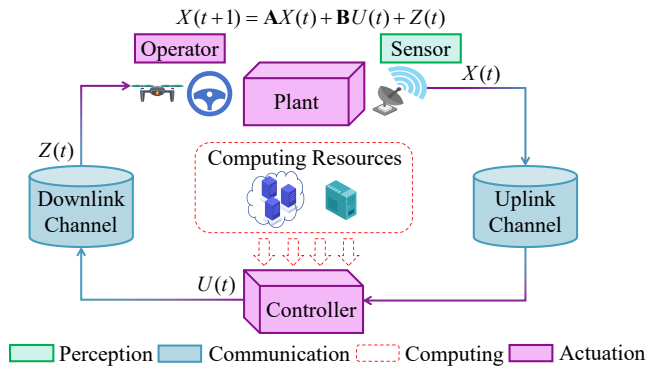 X(t+1) = AX(t) + BU(t) + Z(t)
Operator
Sensor
Plant
X(t)
Z(t)
Computing Resources
Downlink
Channel
Uplink
Channel
U(t)
Controller
Perception
Communication
Computing
Actuation